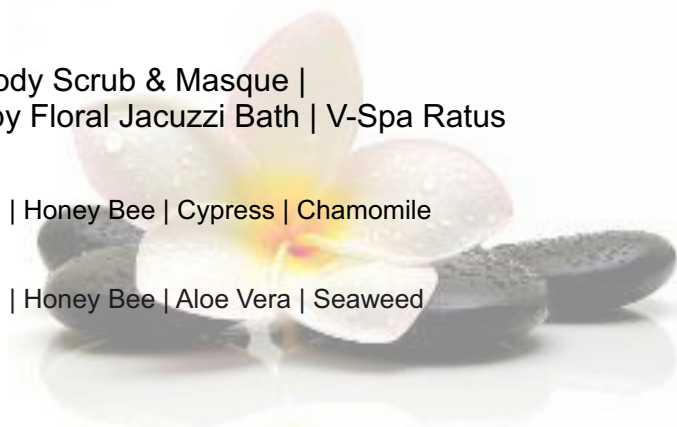 ody Scrub & Masque |
by Floral Jacuzzi Bath | V-Spa Ratus
| Honey Bee | Cypress | Chamomile
| Honey Bee | Aloe Vera | Seaweed